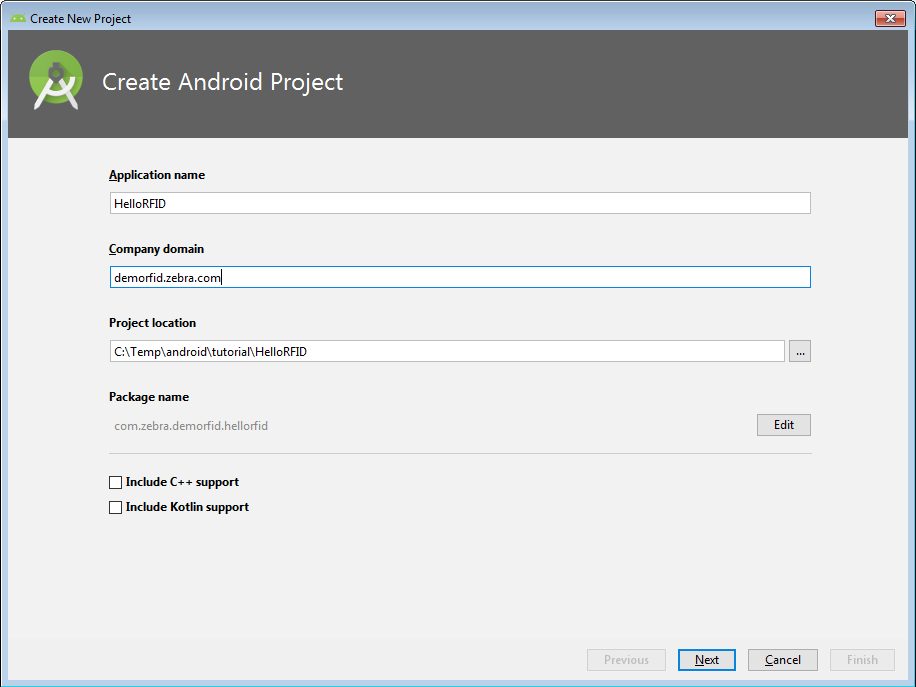 Create New Project
Create Android Project
Application name
HelloRFID
Company domain
demorfid.zebra.com
Project location
C:\Temp\android\tutorial\HelloRFID
...
Package name
com.zebra.demorfid.hellorfid
Edit
Include C++ support
Include Kotlin support
Previous Next Cancel Finish